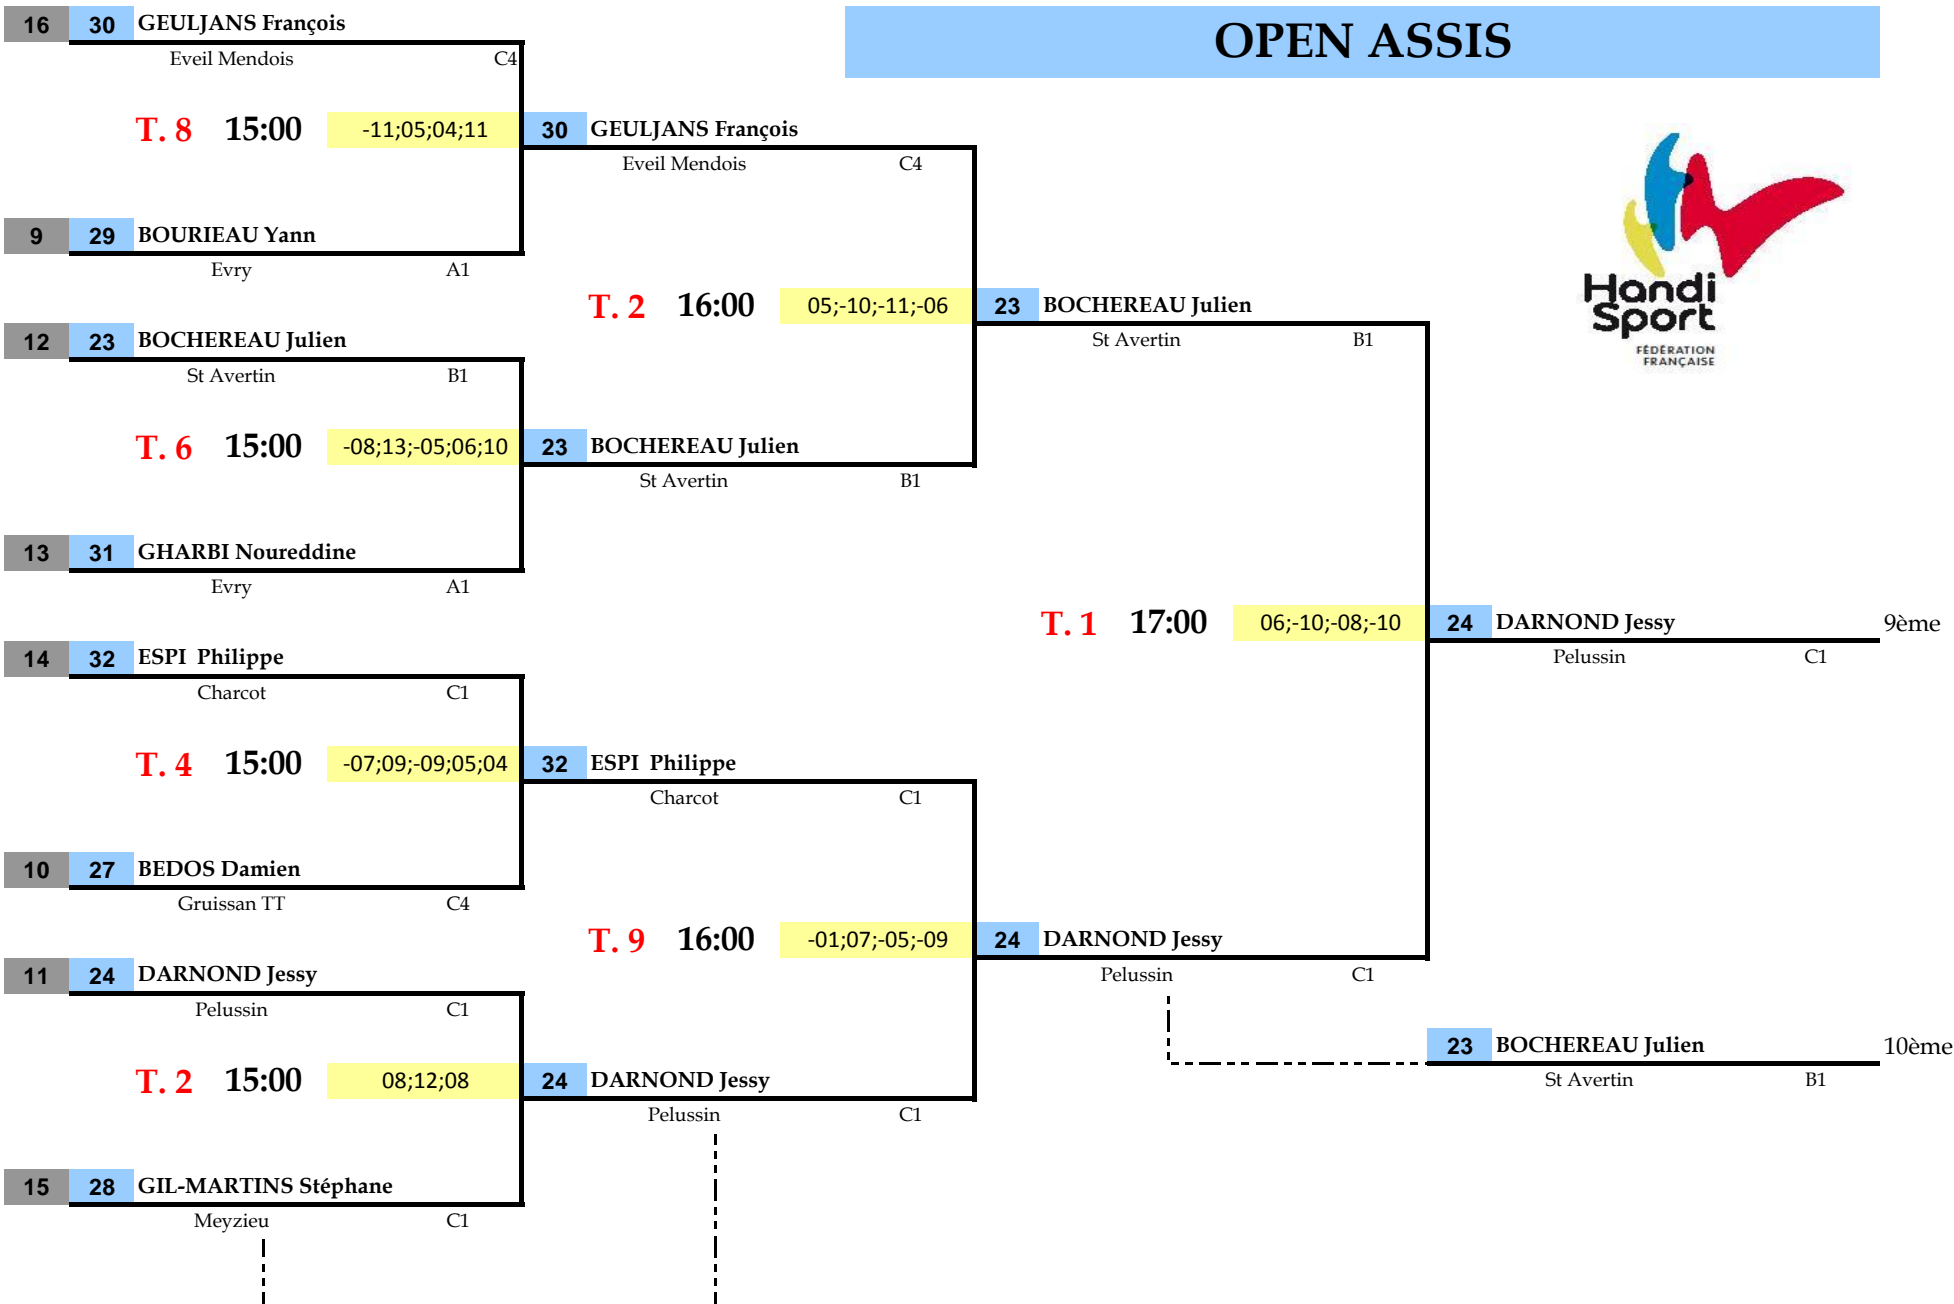 OPEN ASSIS
16 30 GEULJANS François
Eveil Mendois C4
T. 8 15:00 -11;05;04;11 30 GEULJANS François
Eveil Mendois C4
9 29 BOURIEAU Yann
Evry A1
T. 2 16:00 05;-10;-11;-06 23 BOCHEREAU Julien
St Avertin B1
12 23 BOCHEREAU Julien
St Avertin B1
Handi
Sport
FÉDÉRATION
FRANÇAISE
T. 6 15:00 -08;13;-05;06;10 23 BOCHEREAU Julien
St Avertin B1
13 31 GHARBI Noureddine
Evry A1
T. 1 17:00 06;-10;-08;-10 24 DARNOND Jessy 9ème
Pelussin C1
14 32 ESPI  Philippe
Charcot C1
T. 4 15:00 -07;09;-09;05;04 32 ESPI  Philippe
Charcot C1
10 27 BEDOS Damien
Gruissan TT C4
T. 9 16:00 -01;07;-05;-09 24 DARNOND Jessy
Pelussin C1
11 24 DARNOND Jessy
Pelussin C1
23 BOCHEREAU Julien 10ème
St Avertin B1
T. 2 15:00 08;12;08 24 DARNOND Jessy
Pelussin C1
15 28 GIL-MARTINS Stéphane
Meyzieu C1